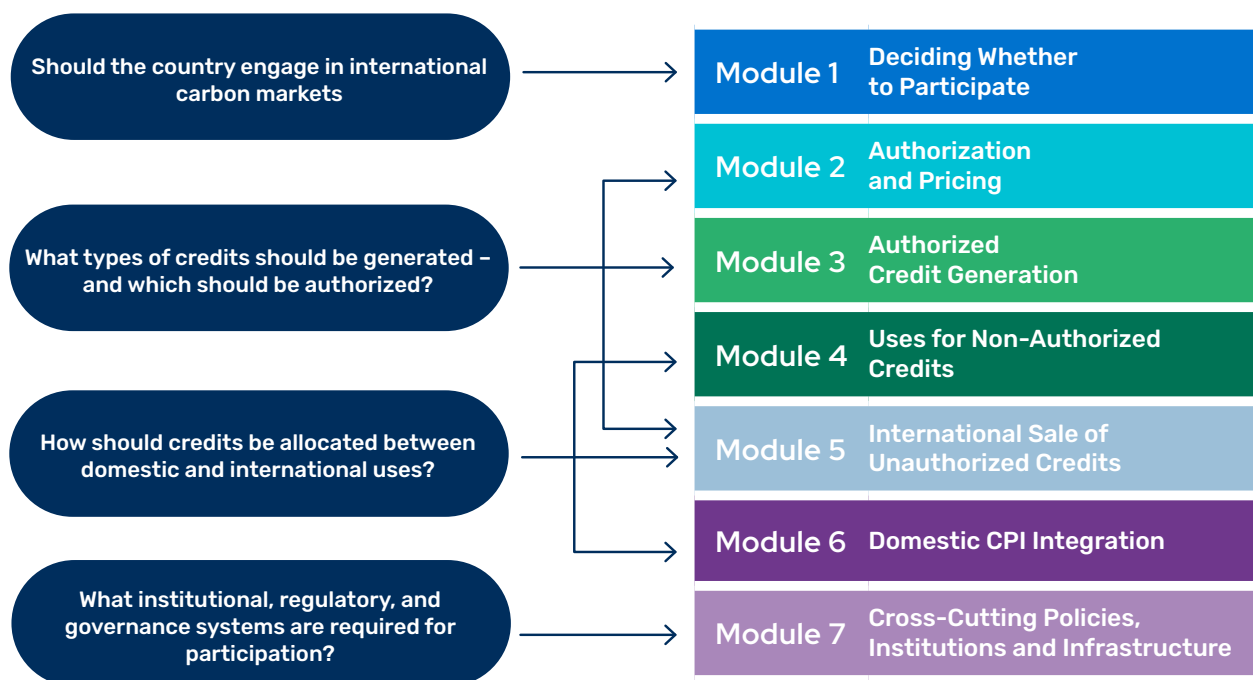 Should the country engage in international
carbon markets
What types of credits should be generated –
and which should be authorized?
How should credits be allocated between
domestic and international uses?
What institutional, regulatory, and
governance systems are required for
participation?
Module 1
Deciding Whether
to Participate
Module 2
Authorization
and Pricing
Module 3
Authorized
Credit Generation
Module 4
Uses for Non-Authorized
Credits
Module 5
International Sale of
Unauthorized Credits
Module 6
Domestic CPI Integration
Module 7
Cross-Cutting Policies,
Institutions and Infrastructure